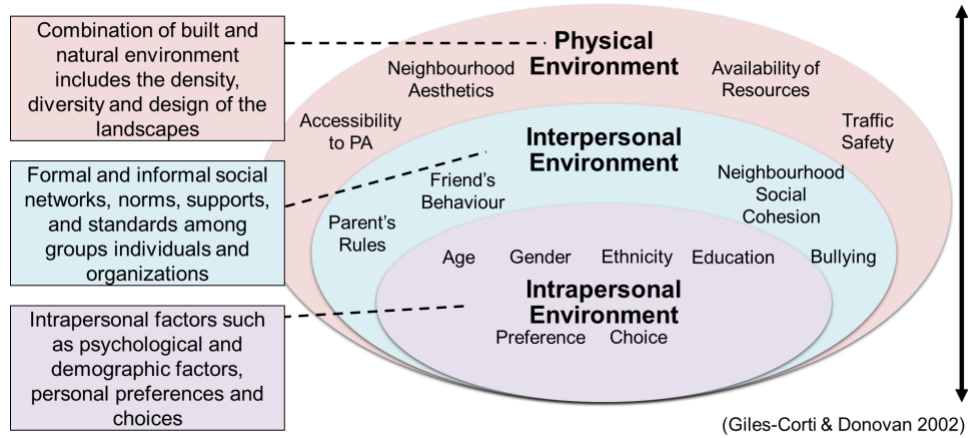 Combination of built and
natural environment
includes the density,
diversity and design of the
landscapes
Formal and informal social
networks, norms, supports,
and standards among
groups individuals and
organizations
Intrapersonal factors such
as psychological and
demographic factors,
personal preferences and
choices
Physical
Environment
Neighbourhood
Aesthetics
Availability of
Resources
Accessibility
to PA
Traffic
Safety
Interpersonal
Environment
Friend's
Behaviour
Neighbourhood
Social
Cohesion
Parent's
Rules
Bullying
Age Gender Ethnicity Education
Intrapersonal
Environment
Preference Choice
(Giles-Corti & Donovan 2002)